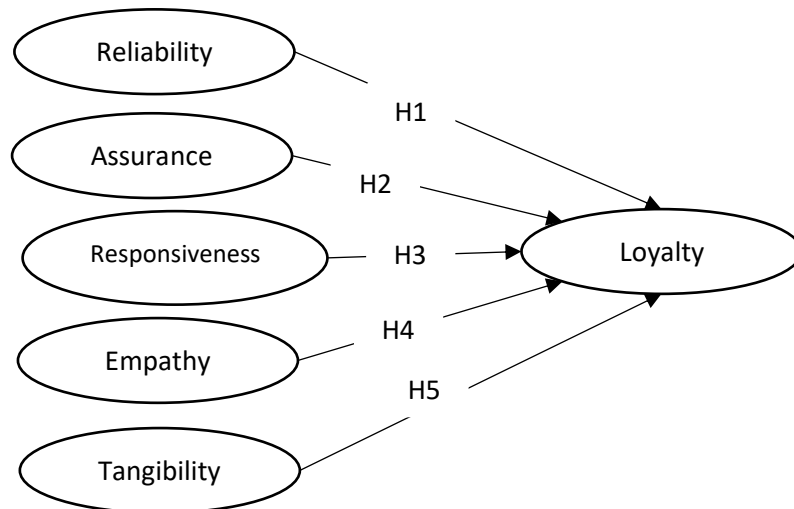 Reliability
H1
Assurance
H2
Responsiveness
H3
Loyalty
Empathy
H4
Tangibility
H5